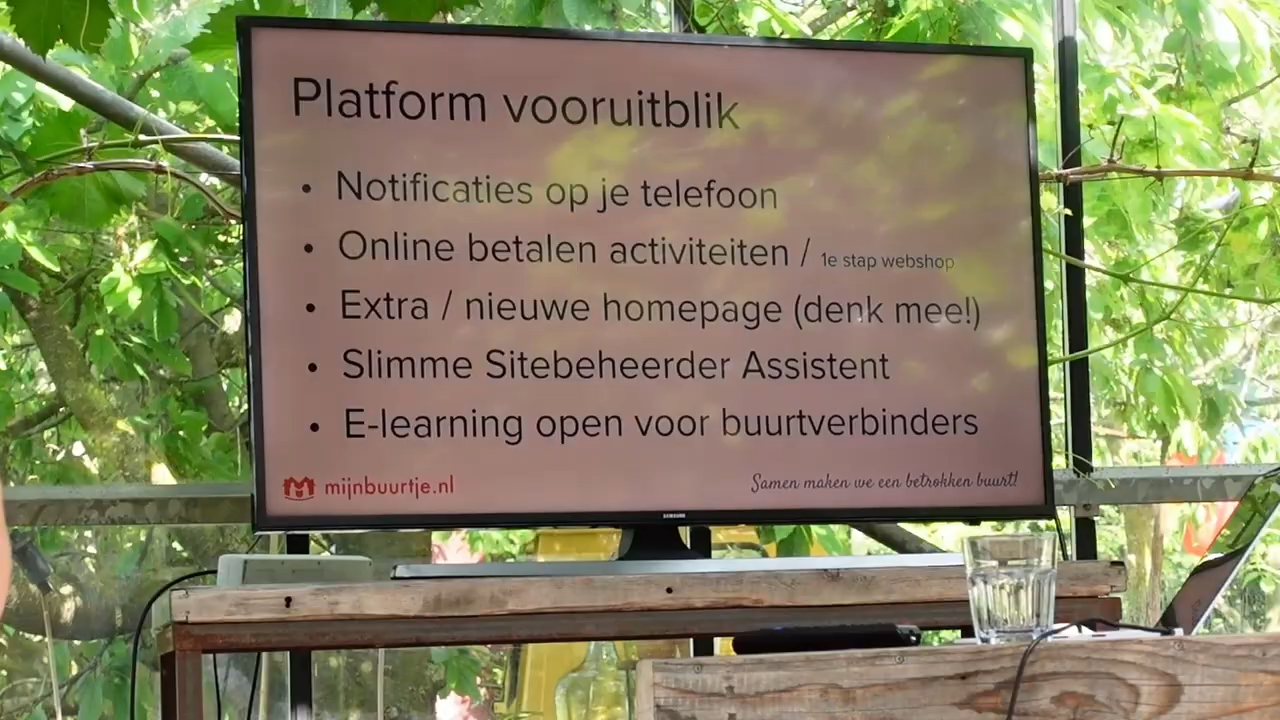 Platform vooruitblik
• Notificaties op je telefoon
• Online betalen activiteiten / 1e stap webshop
• Extra / nieuwe homepage (denk mee!)
• Slimme Sitebeheerder Assistent
• E-learning open voor buurtverbinders
mijnbuurtje.nl
Samen maken we een betrokken buurt!
SAMSUNG